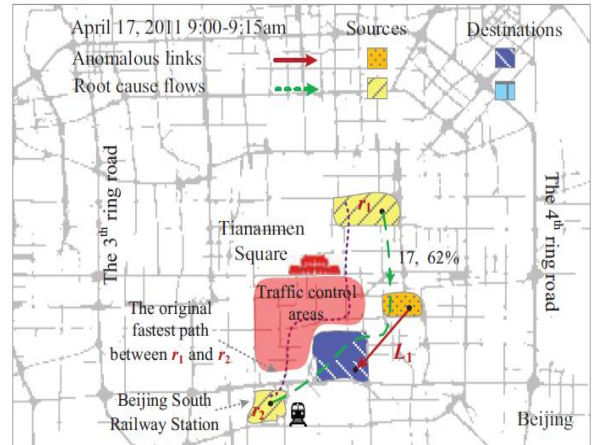 April 17, 2011 9:00-9:15am
Sources
Destinations
Anomalous links
Root cause flows
The 3th ring road
The 4th ring road
r1
17, 62%
Tiananmen
Square
Traffic control
areas
The original
fastest path
between r1 and r2
L1
Beijing South
Railway Station
r2
Beijing